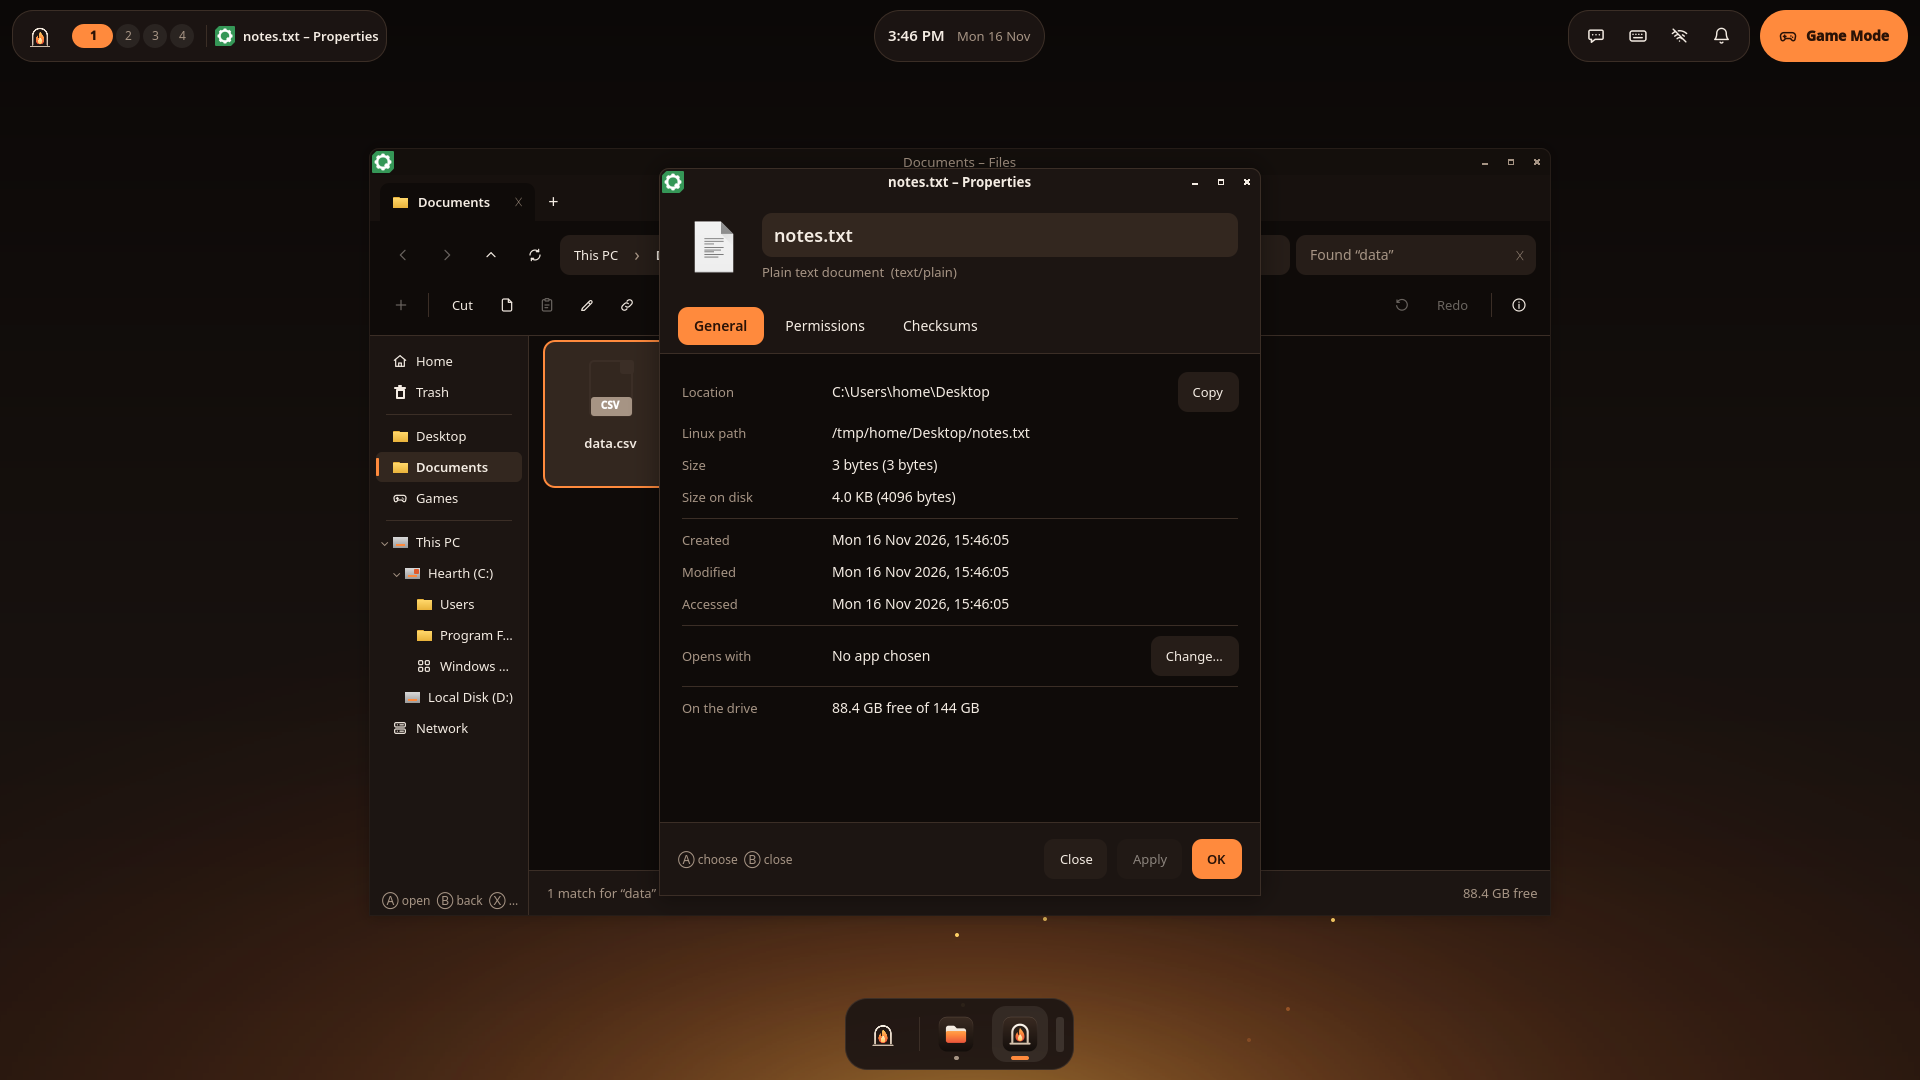 1 2 3 4 notes.txt – Properties
3:46 PM Mon 16 Nov
Game Mode
Documents – Files
Documents X +
This PC › D
Found “data” X
Cut
Redo
Home
Trash
Desktop
Documents
Games
This PC
Hearth (C:)
Users
Program F...
Windows ...
Local Disk (D:)
Network
A open B back X ...
CSV
data.csv
1 match for “data”
88.4 GB free
notes.txt – Properties
notes.txt
Plain text document (text/plain)
General Permissions Checksums
Location C:\Users\home\Desktop Copy
Linux path /tmp/home/Desktop/notes.txt
Size 3 bytes (3 bytes)
Size on disk 4.0 KB (4096 bytes)
Created Mon 16 Nov 2026, 15:46:05
Modified Mon 16 Nov 2026, 15:46:05
Accessed Mon 16 Nov 2026, 15:46:05
Opens with No app chosen Change...
On the drive 88.4 GB free of 144 GB
A choose B close
Close Apply OK